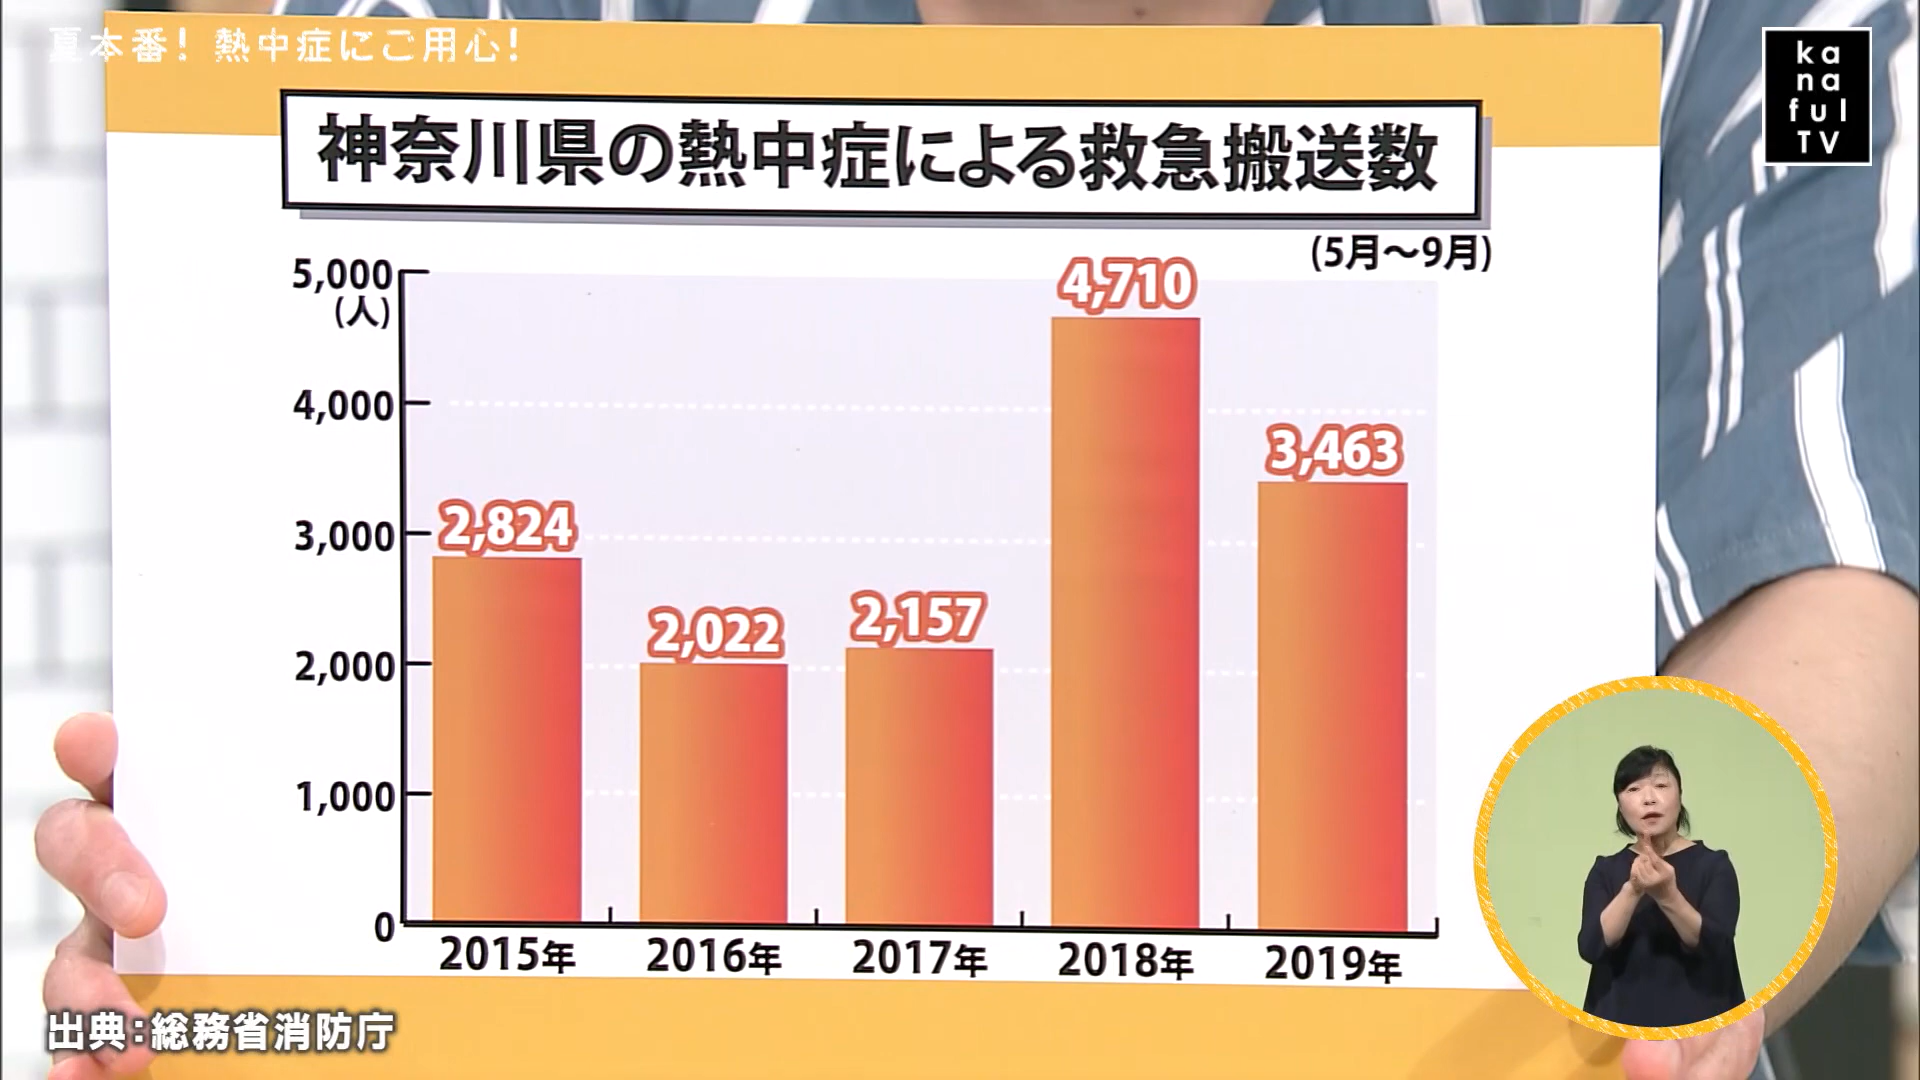 夏本番！ 熱中症にご用心！
kanafulTV
神奈川県の熱中症による救急搬送数
(5月～9月)
5,000
(人)
4,000
3,000
2,000
1,000
0
2,824
2,022
2,157
4,710
3,463
2015年
2016年
2017年
2018年
2019年
出典：総務省消防庁